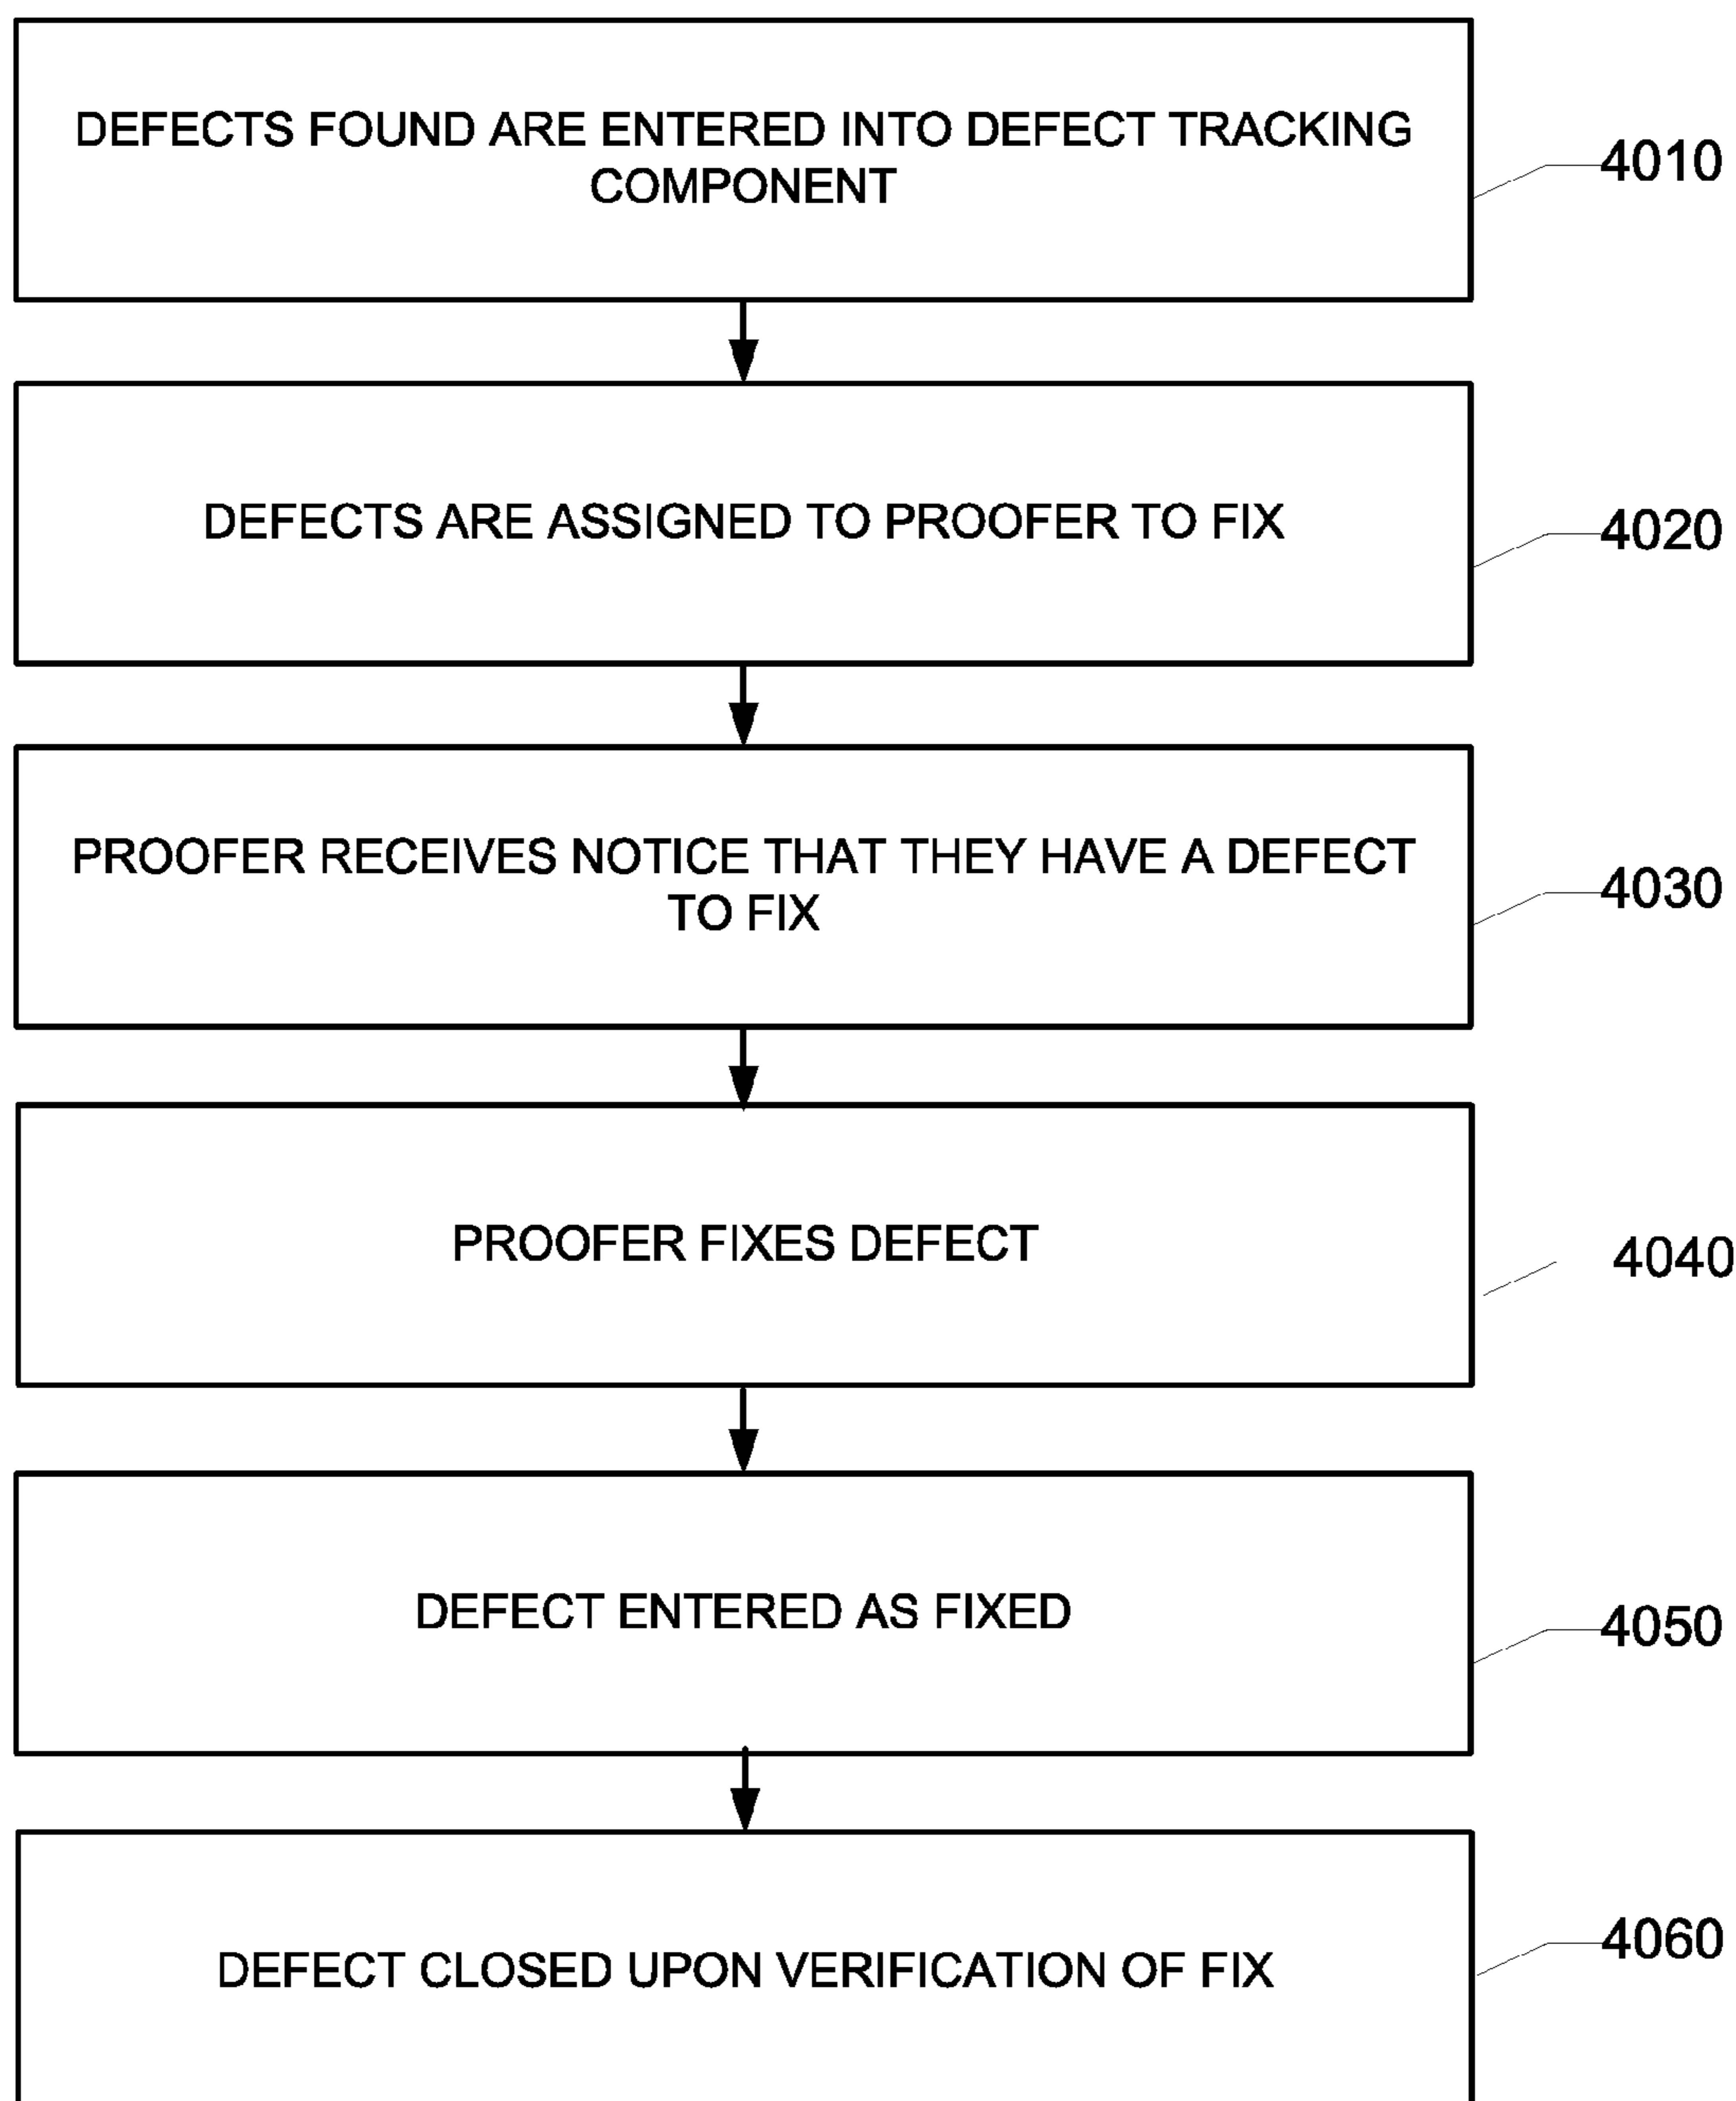 DEFECTS FOUND ARE ENTERED INTO DEFECT TRACKING
COMPONENT
4010
DEFECTS ARE ASSIGNED TO PROOFER TO FIX
4020
PROOFER RECEIVES NOTICE THAT THEY HAVE A DEFECT
TO FIX
4030
PROOFER FIXES DEFECT
4040
DEFECT ENTERED AS FIXED
4050
DEFECT CLOSED UPON VERIFICATION OF FIX
4060